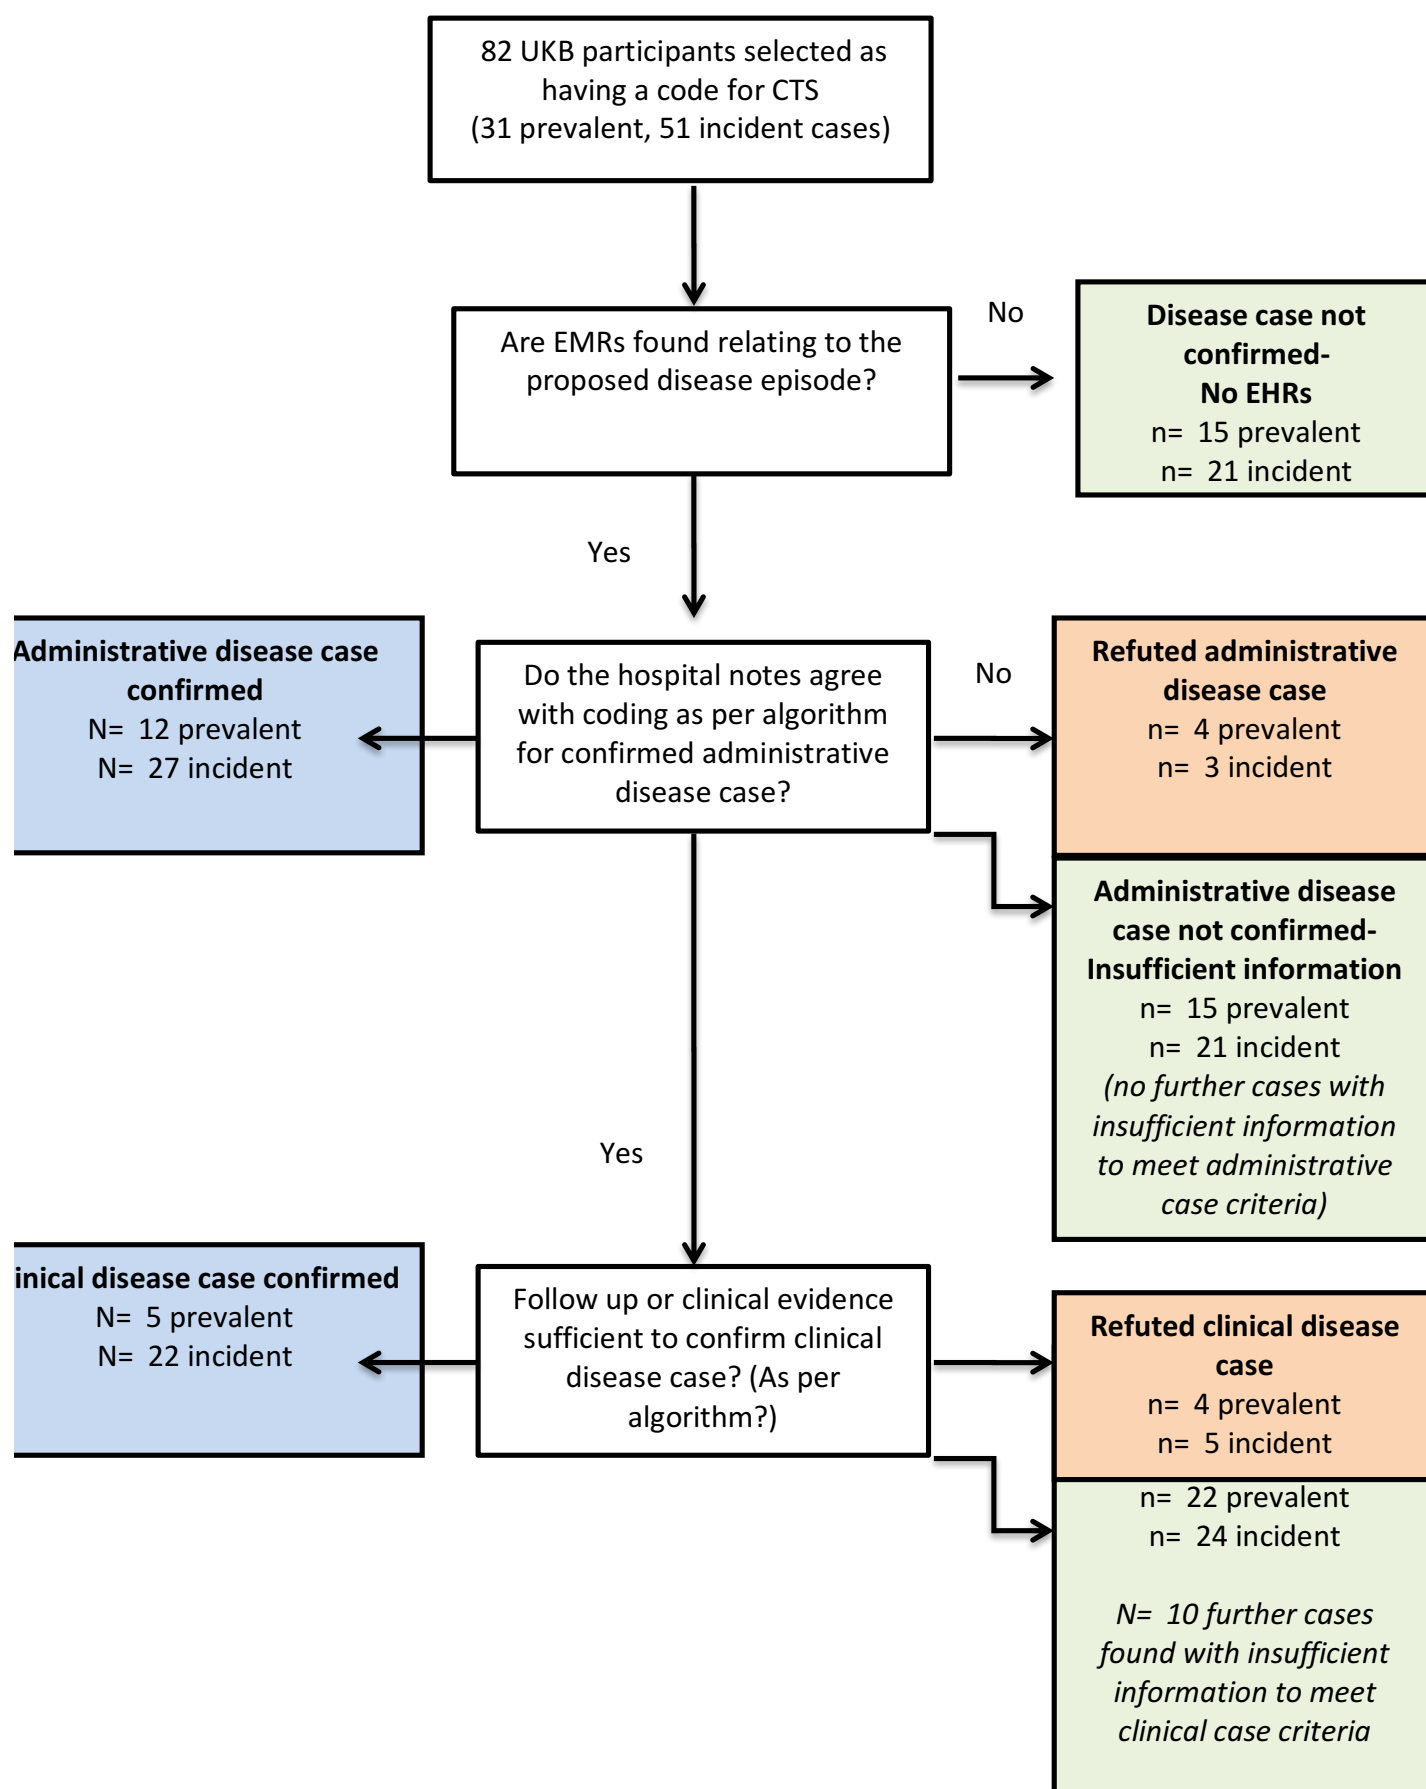 82 UKB participants selected as
having a code for CTS
(31 prevalent, 51 incident cases)
No
Are EMRs found relating to the
proposed disease episode?
Disease case not
confirmed-
No EHRs
n= 15 prevalent
n= 21 incident
Yes
Administrative disease case
confirmed
N= 12 prevalent
N= 27 incident
Do the hospital notes agree
with coding as per algorithm
for confirmed administrative
disease case?
No
Refuted administrative
disease case
n= 4 prevalent
n= 3 incident
Administrative disease
case not confirmed-
Insufficient information
n= 15 prevalent
n= 21 incident
(no further cases with
insufficient information
to meet administrative
case criteria)
Yes
inical disease case confirmed
N= 5 prevalent
N= 22 incident
Follow up or clinical evidence
sufficient to confirm clinical
disease case? (As per
algorithm?)
Refuted clinical disease
case
n= 4 prevalent
n= 5 incident
n= 22 prevalent
n= 24 incident
N= 10 further cases
found with insufficient
information to meet
clinical case criteria